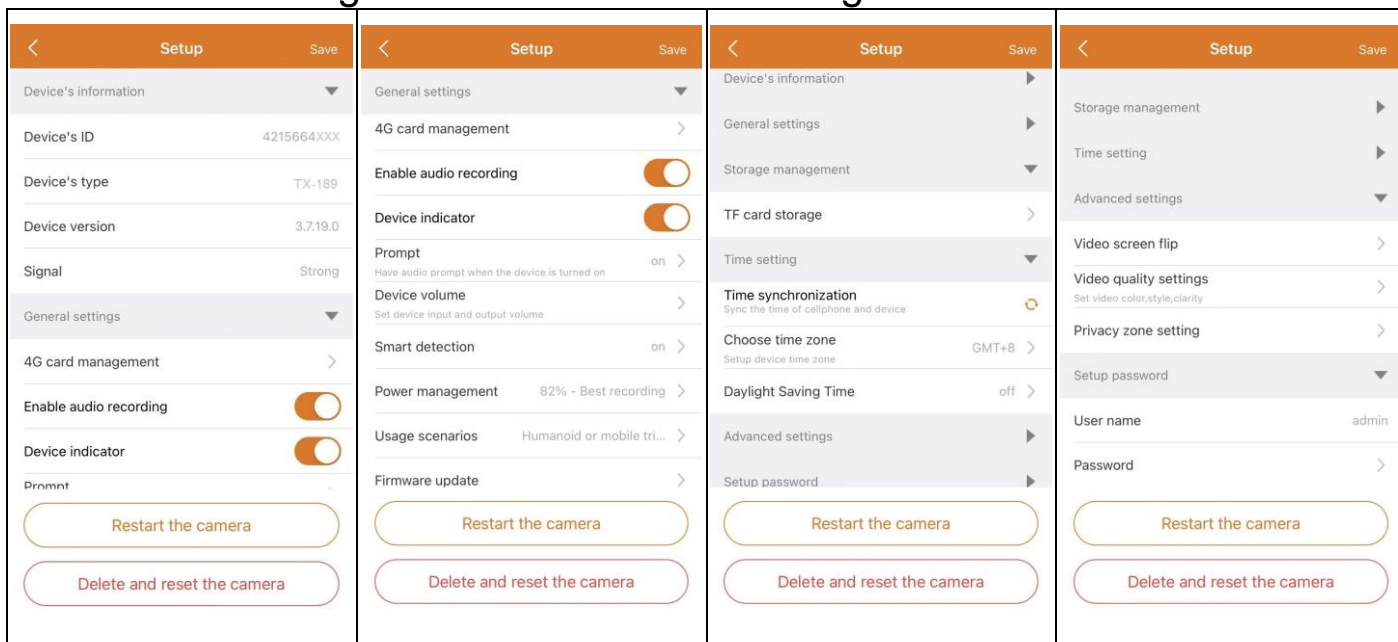 Setup Save
Device's information
Device's ID 4215664XXX
Device's type TX-189
Device version 3.7.19.0
Signal Strong
General settings
4G card management
Enable audio recording
Device indicator
Prompt
Restart the camera
Delete and reset the camera
Setup Save
General settings
4G card management
Enable audio recording
Device indicator
Prompt on
Have audio prompt when the device is turned on
Device volume
Set device input and output volume
Smart detection on
Power management 82% - Best recording
Usage scenarios Humanoid or mobile tri...
Firmware update
Restart the camera
Delete and reset the camera
Setup Save
Device's information
General settings
Storage management
TF card storage
Time setting
Time synchronization
Sync the time of cellphone and device
Choose time zone GMT+8
Setup device time zone
Daylight Saving Time off
Advanced settings
Setup password
Restart the camera
Delete and reset the camera
Setup Save
Storage management
Time setting
Advanced settings
Video screen flip
Video quality settings
Set video color,style,clarity
Privacy zone setting
Setup password
User name admin
Password
Restart the camera
Delete and reset the camera